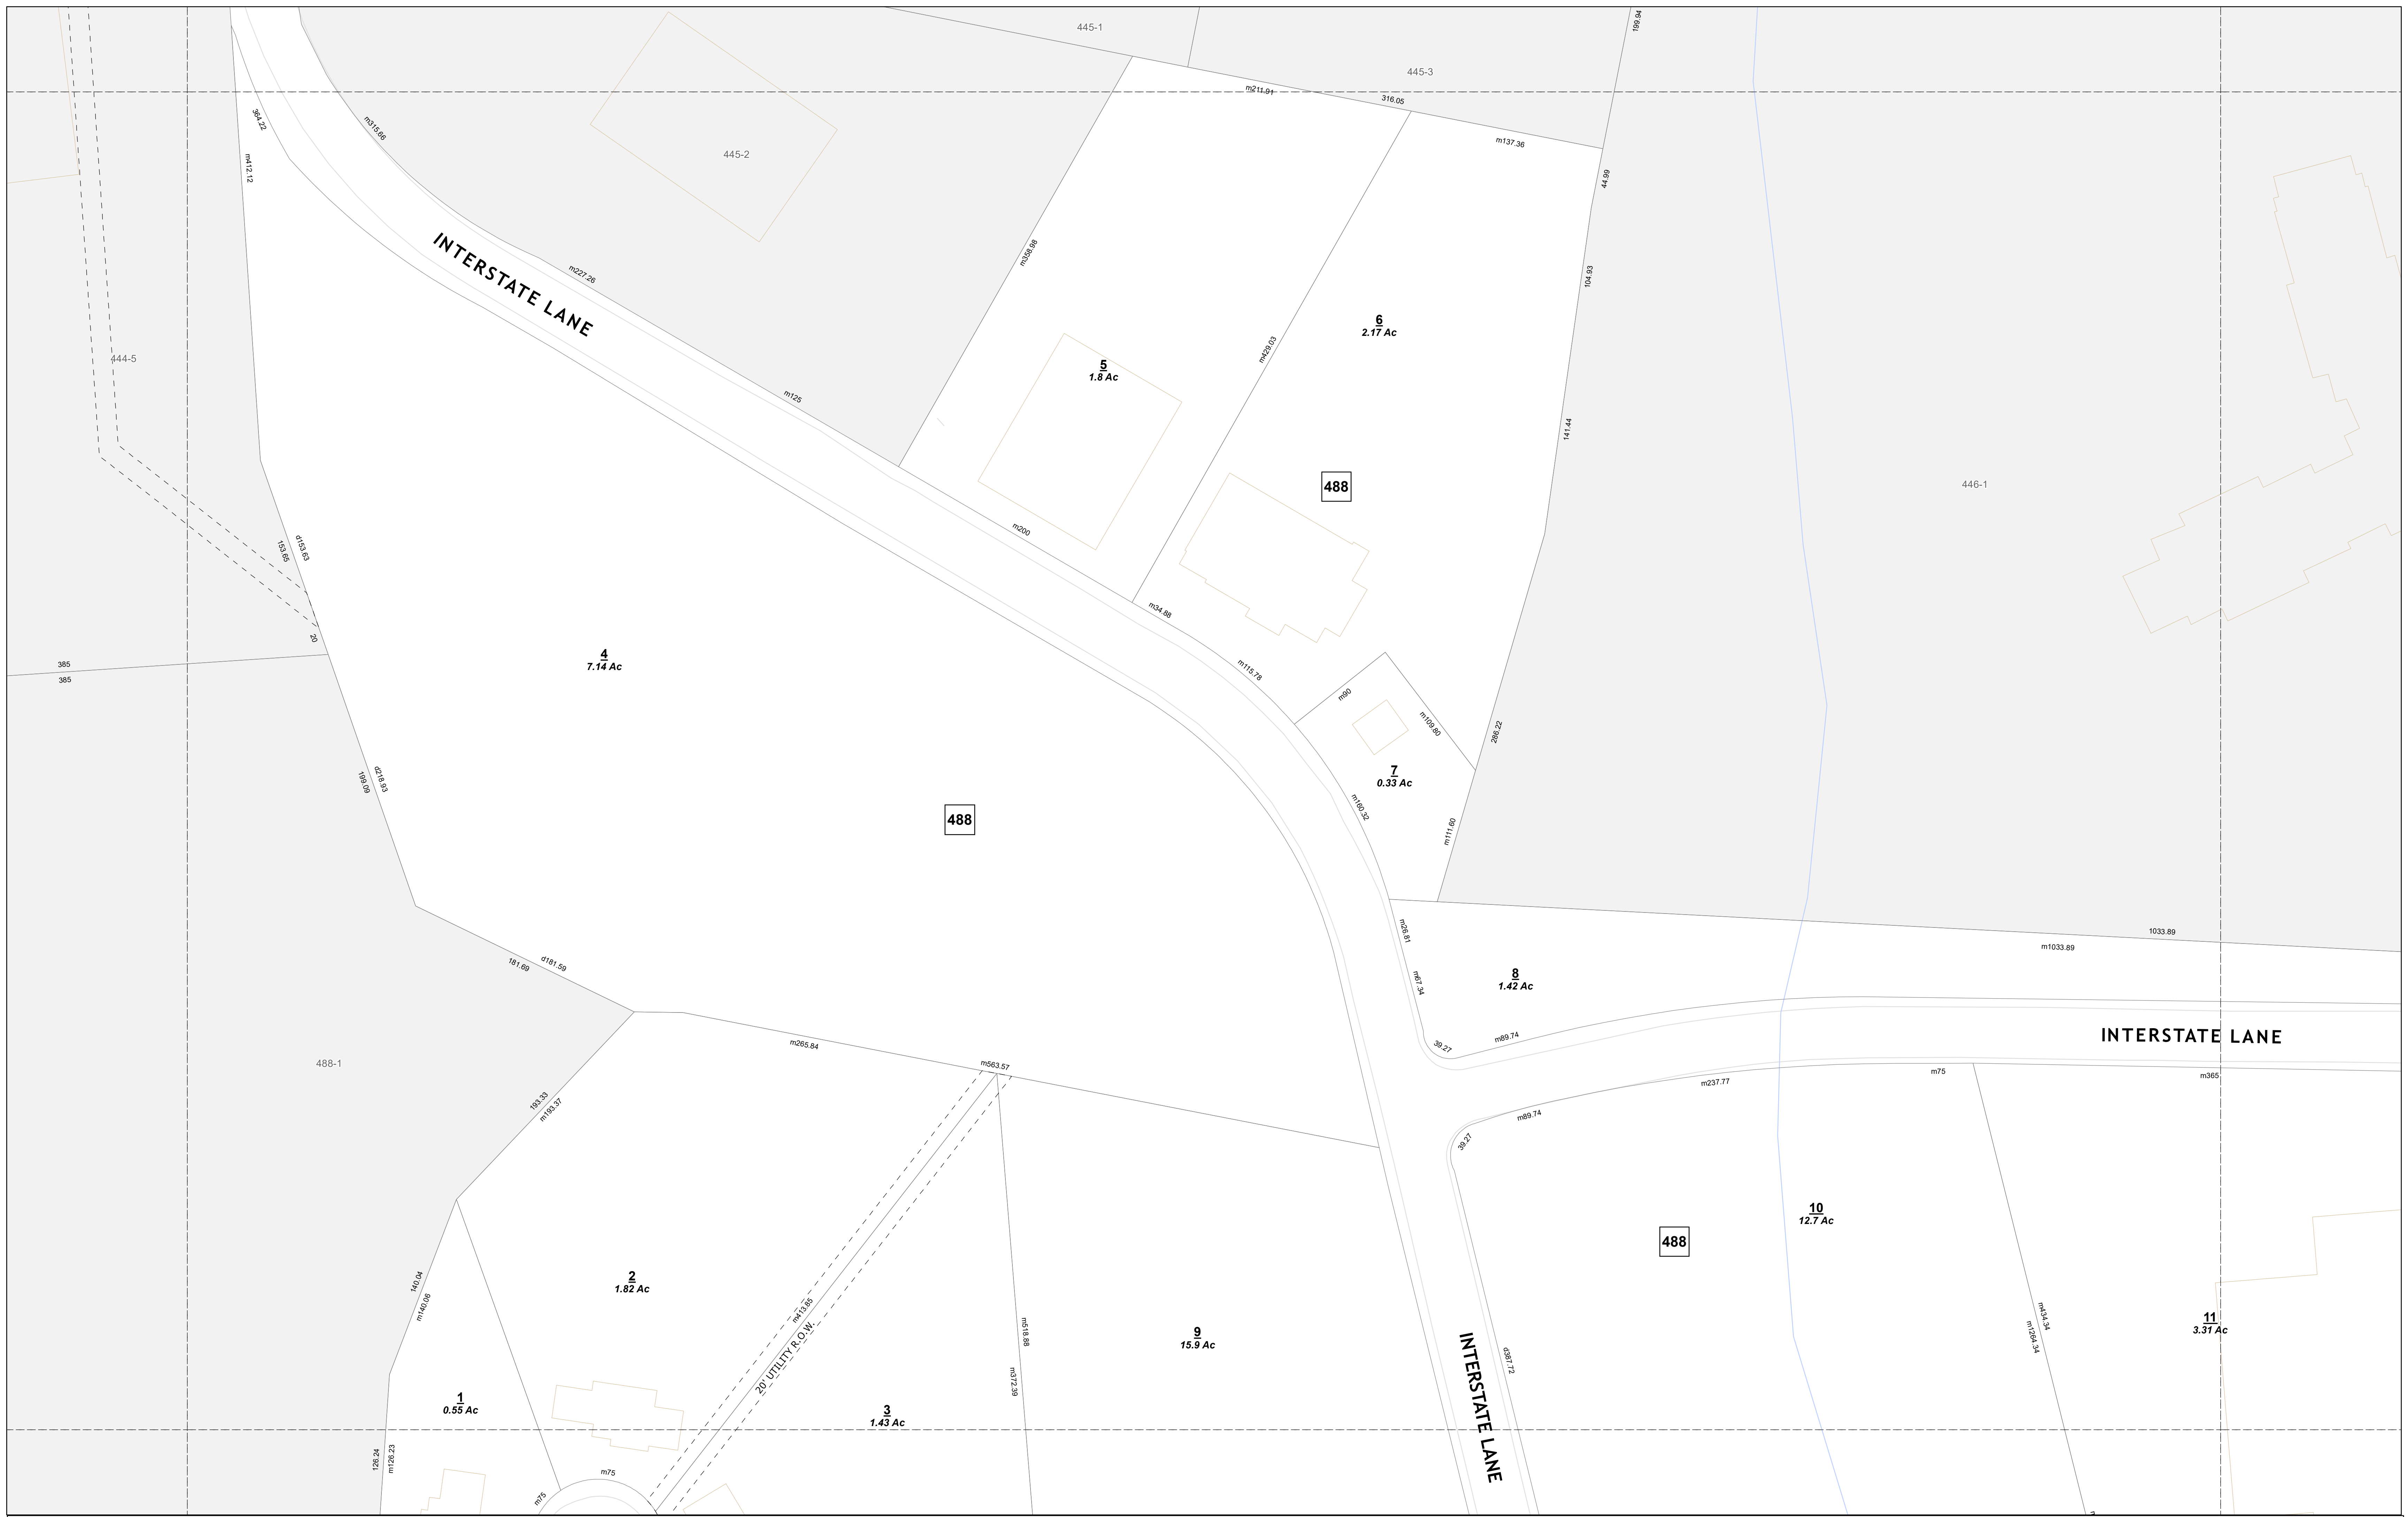 445-1
199.94
445-3
m211.91
316.05
364.22
m315.66
m137.36
445-2
m412.12
44.99
INTERSTATE LANE
m358.98
m227.26
104.93
6
2.17 Ac
444-5
m429.03
5
1.8 Ac
m125
141.44
488
446-1
m200
d153.63
153.65
m34.88
20
4
7.14 Ac
385
385
m115.78
m90
m109.80
286.22
7
0.33 Ac
d218.93
199.09
m160.32
488
m111.60
m26.81
1033.89
m1033.89
d181.59
181.69
8
1.42 Ac
m67.34
m89.74
INTERSTATE LANE
39.27
m265.84
488-1
m563.57
m75
m365
m237.77
193.33
m193.37
m89.74
39.27
10
12.7 Ac
488
140.04
2
1.82 Ac
m140.06
m413.85
20' UTILITY R.O.W.
m518.88
9
15.9 Ac
m434.34
m1264.34
11
3.31 Ac
d387.72
m372.39
INTERSTATE LANE
1
0.55 Ac
3
1.43 Ac
126.24
m126.23
m75
m75